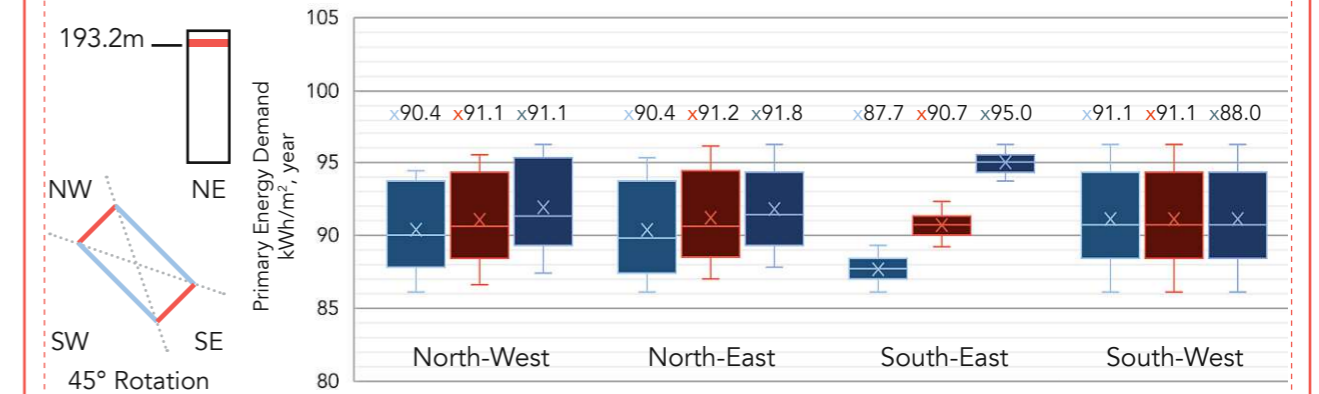 193.2m
NW
NE
SW
SE
45° Rotation
Primary Energy Demand
kWh/m², year
105
100
95
90
85
80
x90.4 x91.1 x91.1
x90.4 x91.2 x91.8
x87.7 x90.7 x95.0
x91.1 x91.1 x88.0
North-West
North-East
South-East
South-West